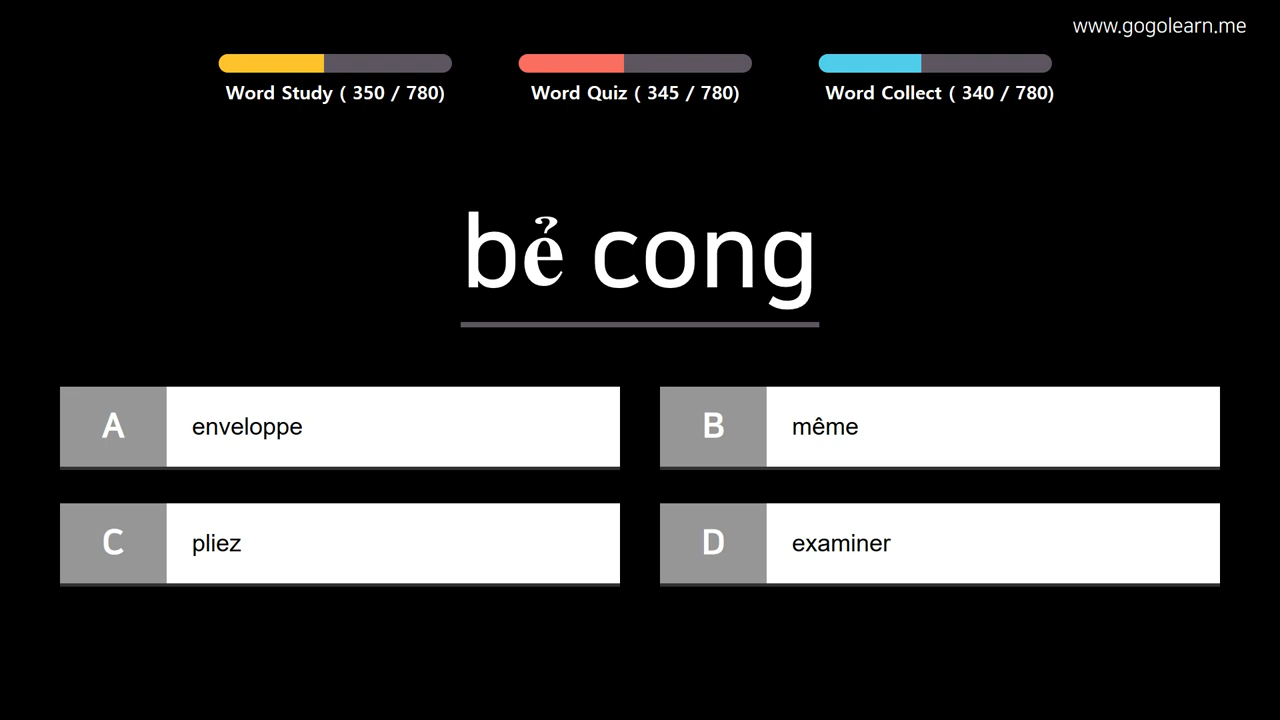 www.gogolearn.me
Word Study ( 350 / 780)
Word Quiz ( 345 / 780)
Word Collect ( 340 / 780)
bẻ cong
A enveloppe
B même
C pliez
D examiner